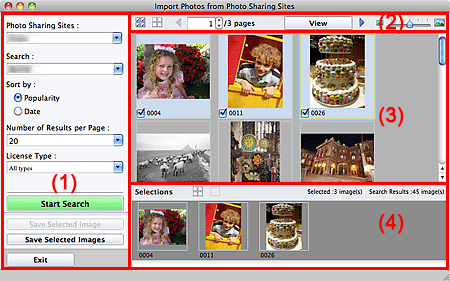 Import Photos from Photo Sharing Sites
Photo Sharing Sites :
Search :
Sort by :
Popularity
Date
Number of Results per Page :
20
License Type :
All types
(1)
Start Search
Save Selected Image
Save Selected Images
Exit
1 /3 pages
View
(2)
0004
0011
0026
(3)
Selections
Selected :3 image(s)
Search Results :45 image(s)
0004
0011
0026
(4)